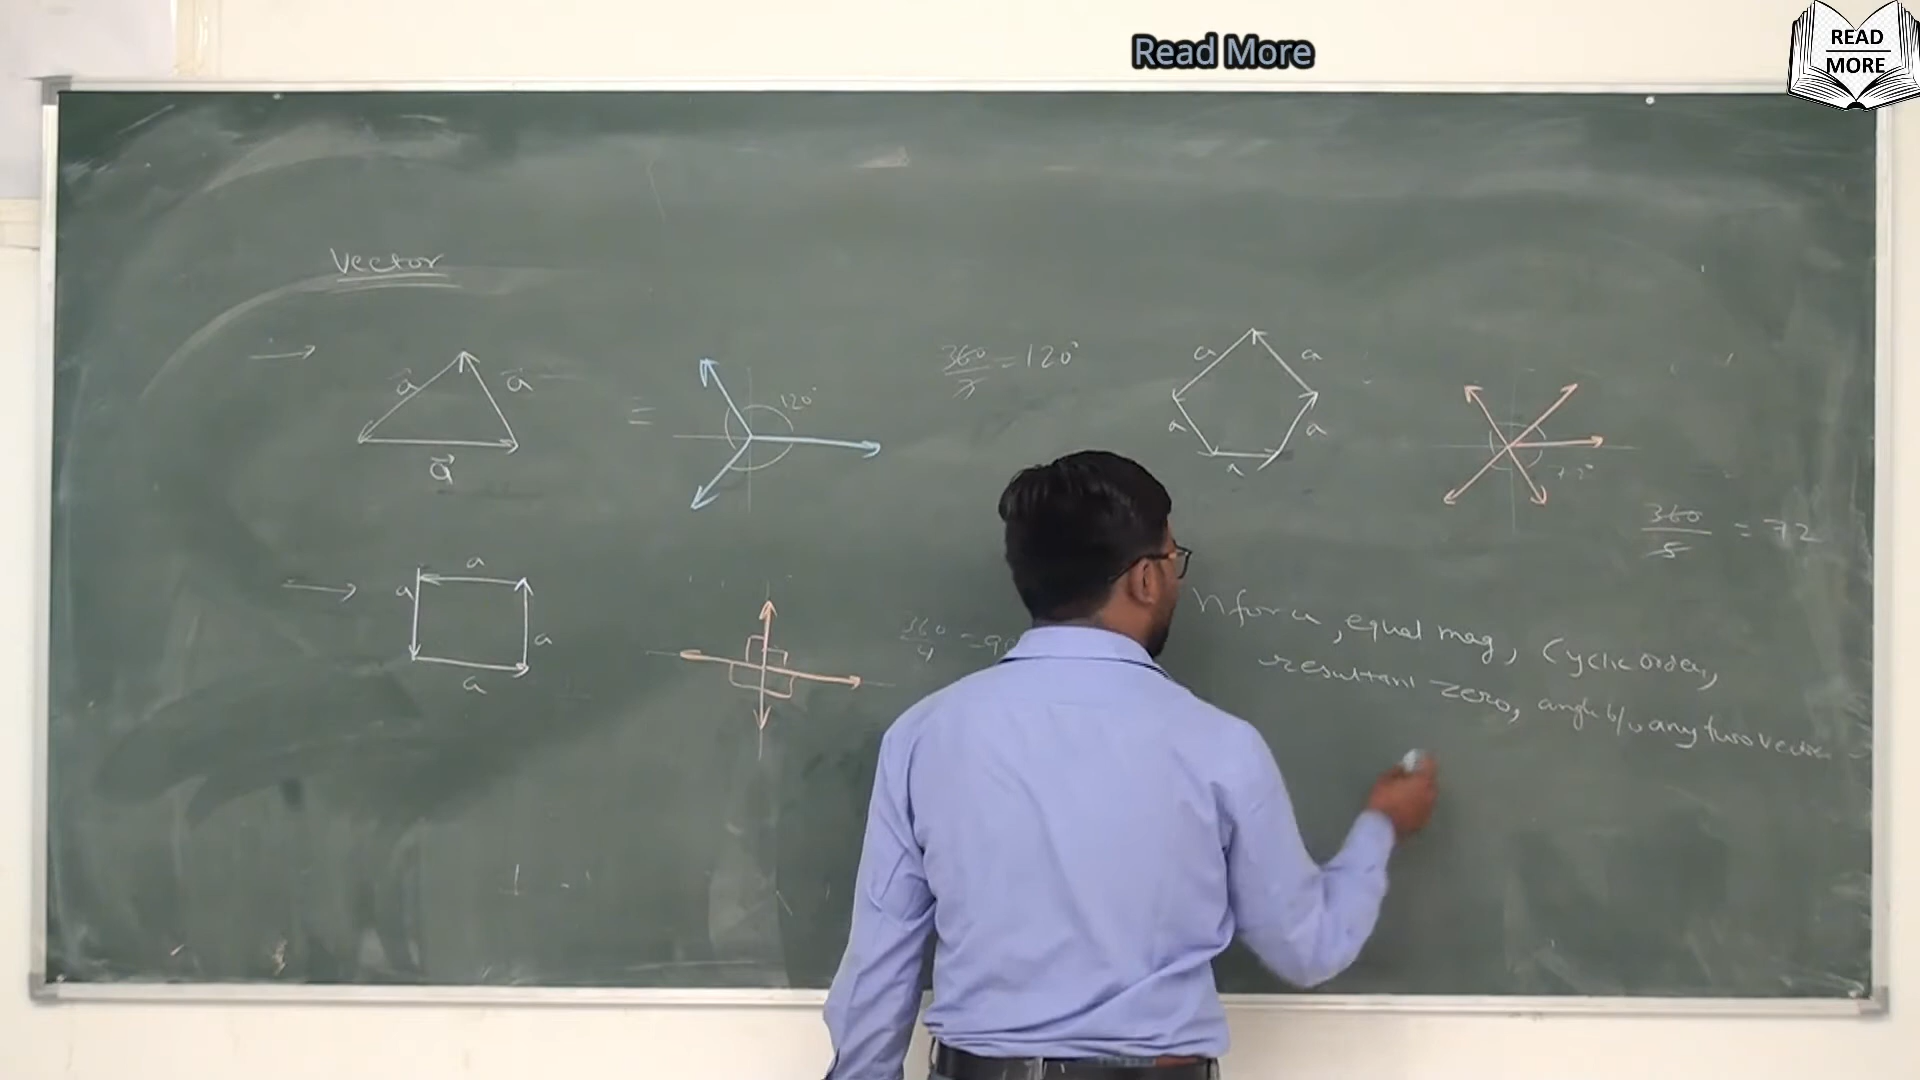 Read More
READ
MORE
Vector
a⃗
a⃗
a⃗
≡
120°
360/3 = 120°
a
a
a
a
a
72°
360/5 = 72
a
a
a
a
360/4 = 90
equal mag, Cyclic order,
resultant zero, angle b/w any two vector